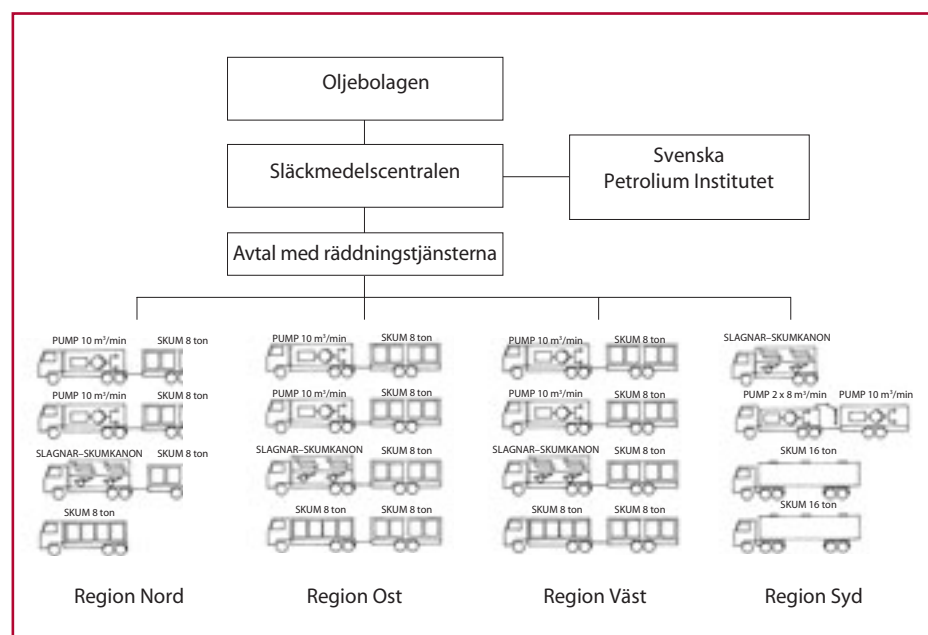 Oljebolagen
Släckmedelscentralen
Svenska
Petrolium Institutet
Avtal med räddningstjänsterna
PUMP 10 m³/min SKUM 8 ton
PUMP 10 m³/min SKUM 8 ton
SLAGNAR–SKUMKANON SKUM 8 ton
SKUM 8 ton
Region Nord
PUMP 10 m³/min SKUM 8 ton
PUMP 10 m³/min SKUM 8 ton
SLAGNAR–SKUMKANON SKUM 8 ton
SKUM 8 ton SKUM 8 ton
Region Ost
PUMP 10 m³/min SKUM 8 ton
PUMP 10 m³/min SKUM 8 ton
SLAGNAR–SKUMKANON SKUM 8 ton
SKUM 8 ton SKUM 8 ton
Region Väst
SLAGNAR–SKUMKANON
PUMP 2 x 8 m³/min PUMP 10 m³/min
SKUM 16 ton
SKUM 16 ton
Region Syd